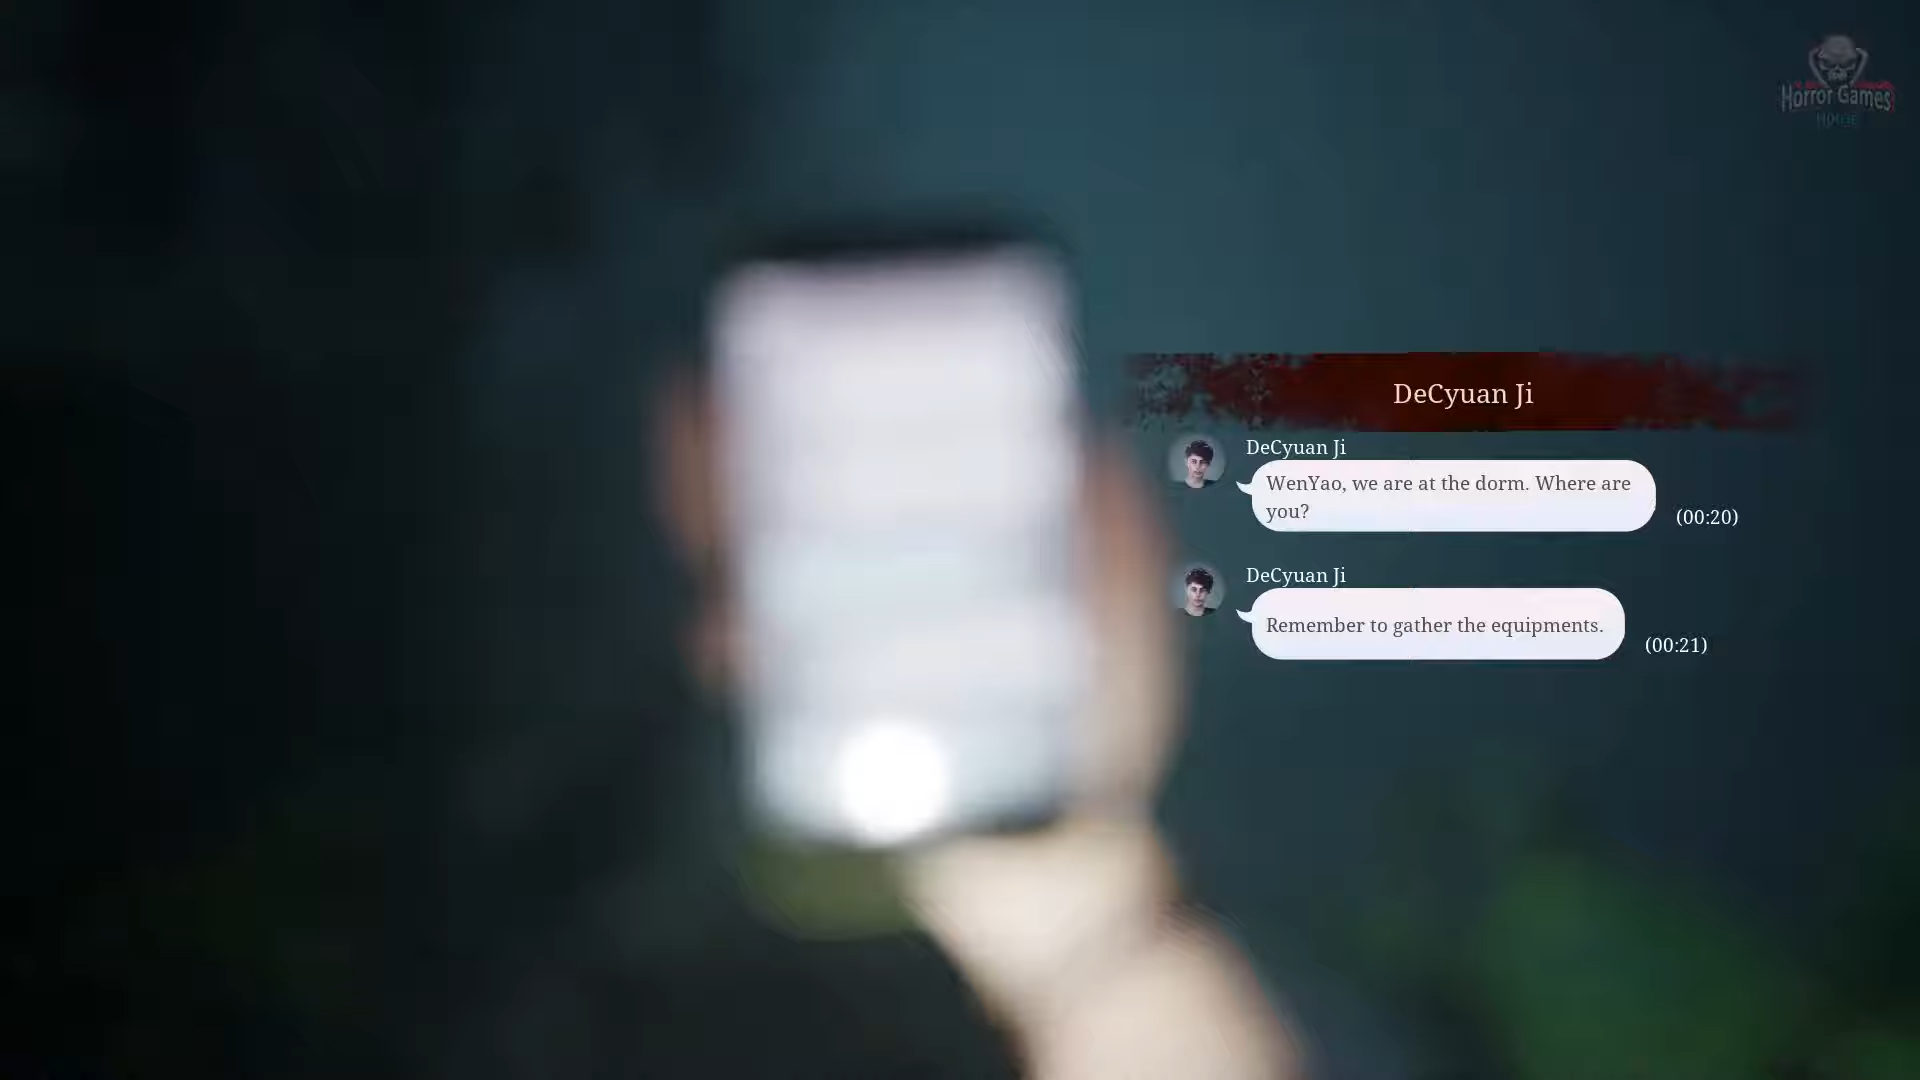 Horror Games
DeCyuan Ji
DeCyuan Ji
WenYao, we are at the dorm. Where are
you?
(00:20)
DeCyuan Ji
Remember to gather the equipments.
(00:21)